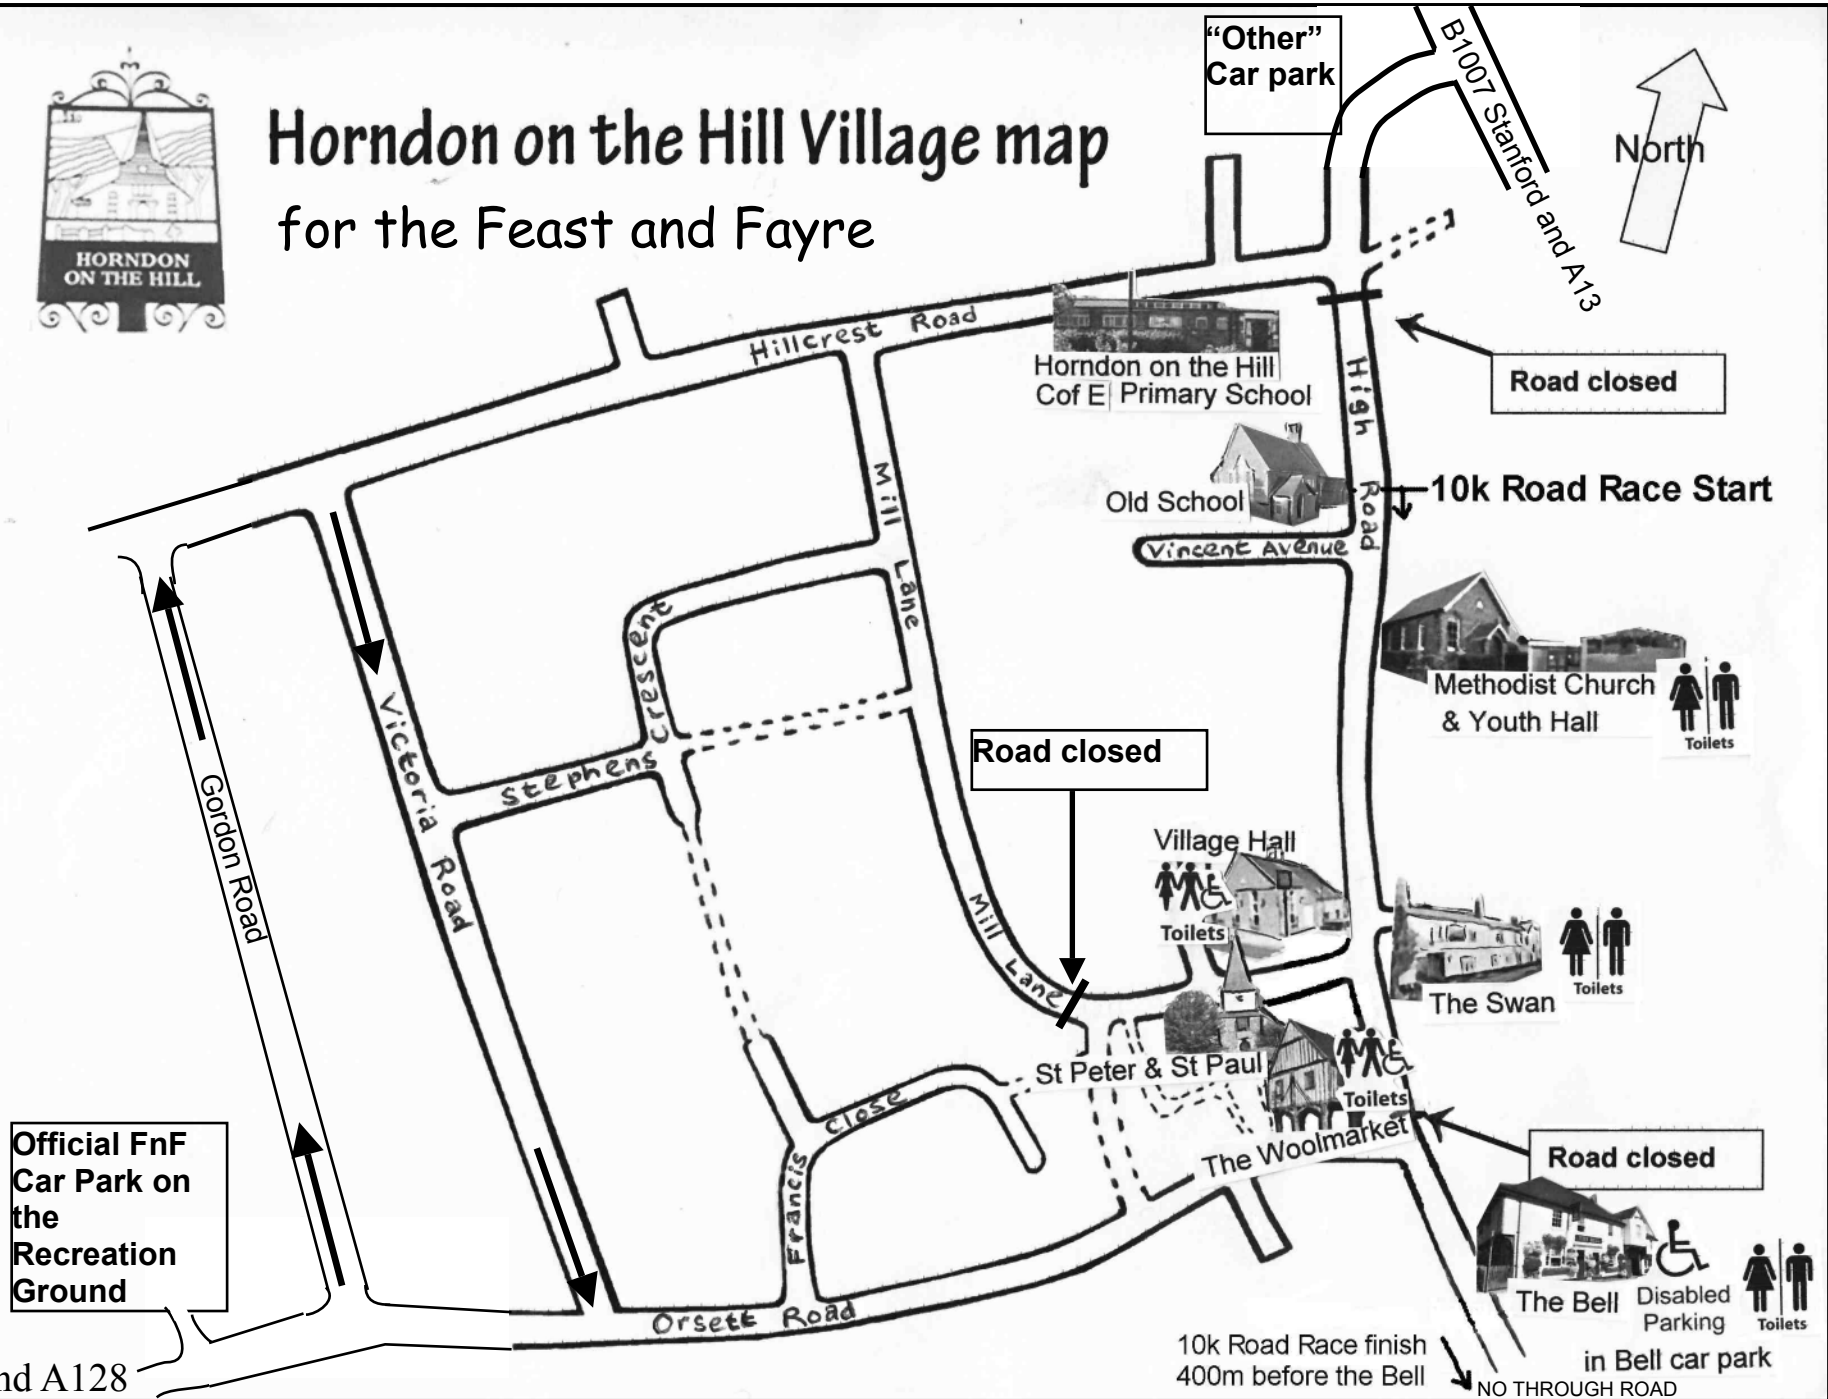 “Other”
Car park
B1007 Stanford and A13
North
Horndon on the Hill Village map
for the Feast and Fayre
HORNDON
ON THE HILL
Hillcrest Road
Horndon on the Hill
Cof E Primary School
High Road
Road closed
Old School
10k Road Race Start
Vincent Avenue
Mill Lane
Methodist Church
& Youth Hall
Toilets
Stephens Crescent
Victoria Road
Gordon Road
Road closed
Village Hall
Toilets
Mill Lane
The Swan
Toilets
St Peter & St Paul
Toilets
The Woolmarket
Road closed
Francis Close
Official FnF
Car Park on
the
Recreation
Ground
Orsett Road
The Bell
Disabled
Parking
in Bell car park
Toilets
10k Road Race finish
400m before the Bell
NO THROUGH ROAD
A128